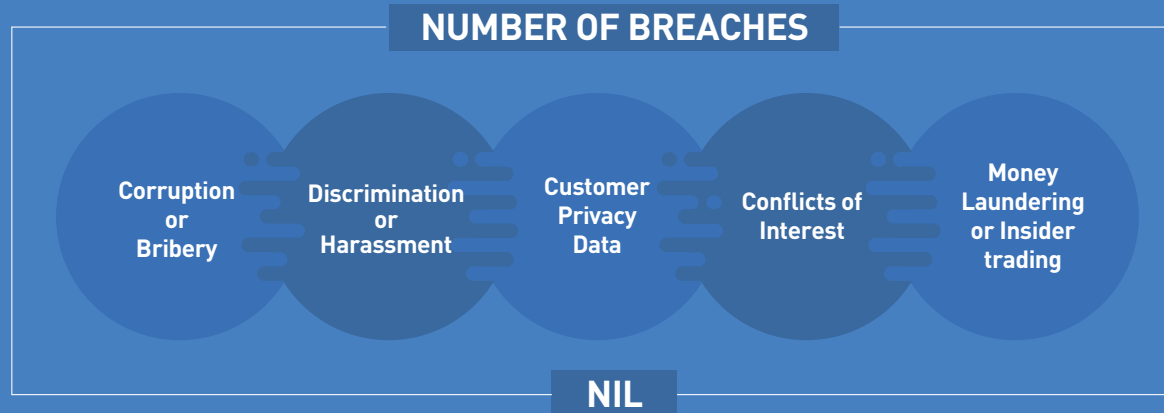 NUMBER OF BREACHES
Corruption
or
Bribery
Discrimination
or
Harassment
Customer
Privacy
Data
Conflicts of
Interest
Money
Laundering
or Insider
trading
NIL